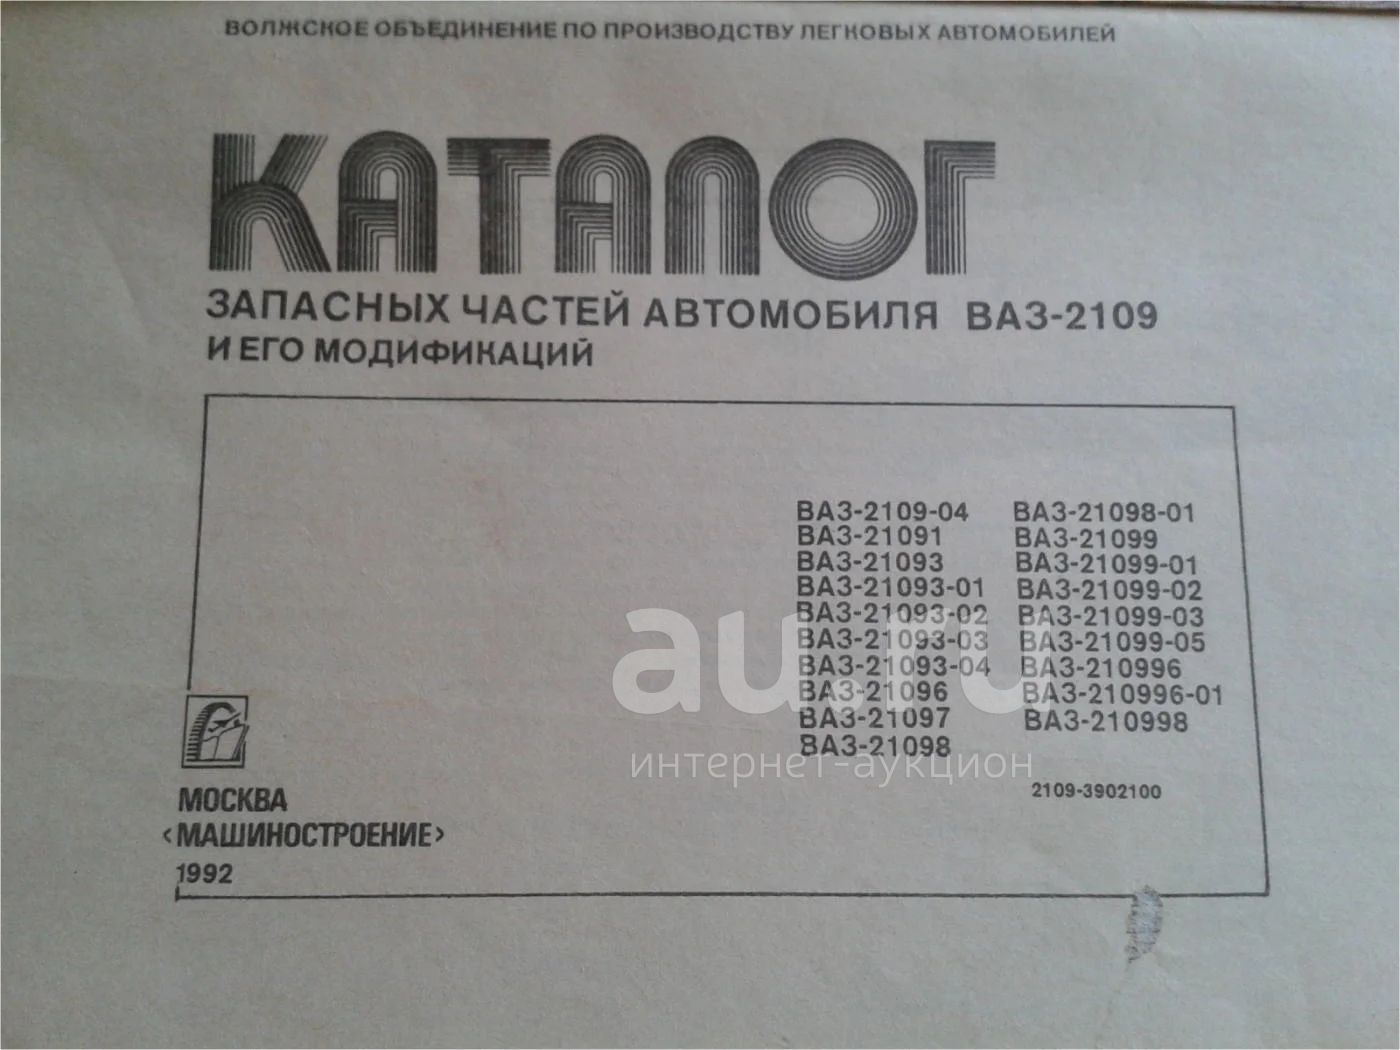 ВОЛЖСКОЕ ОБЪЕДИНЕНИЕ ПО ПРОИЗВОДСТВУ ЛЕГКОВЫХ АВТОМОБИЛЕЙ
КАТАЛОГ
ЗАПАСНЫХ ЧАСТЕЙ АВТОМОБИЛЯ ВАЗ-2109
И ЕГО МОДИФИКАЦИЙ
ВАЗ-2109-04
ВАЗ-21091
ВАЗ-21093
ВАЗ-21093-01
ВАЗ-21093-02
ВАЗ-21093-03
ВАЗ-21093-04
ВАЗ-21096
ВАЗ-21097
ВАЗ-21098
ВАЗ-21098-01
ВАЗ-21099
ВАЗ-21099-01
ВАЗ-21099-02
ВАЗ-21099-03
ВАЗ-21099-05
ВАЗ-210996
ВАЗ-210996-01
ВАЗ-210998
2109-3902100
au.ru
интернет-аукцион
МОСКВА
‹МАШИНОСТРОЕНИЕ›
1992